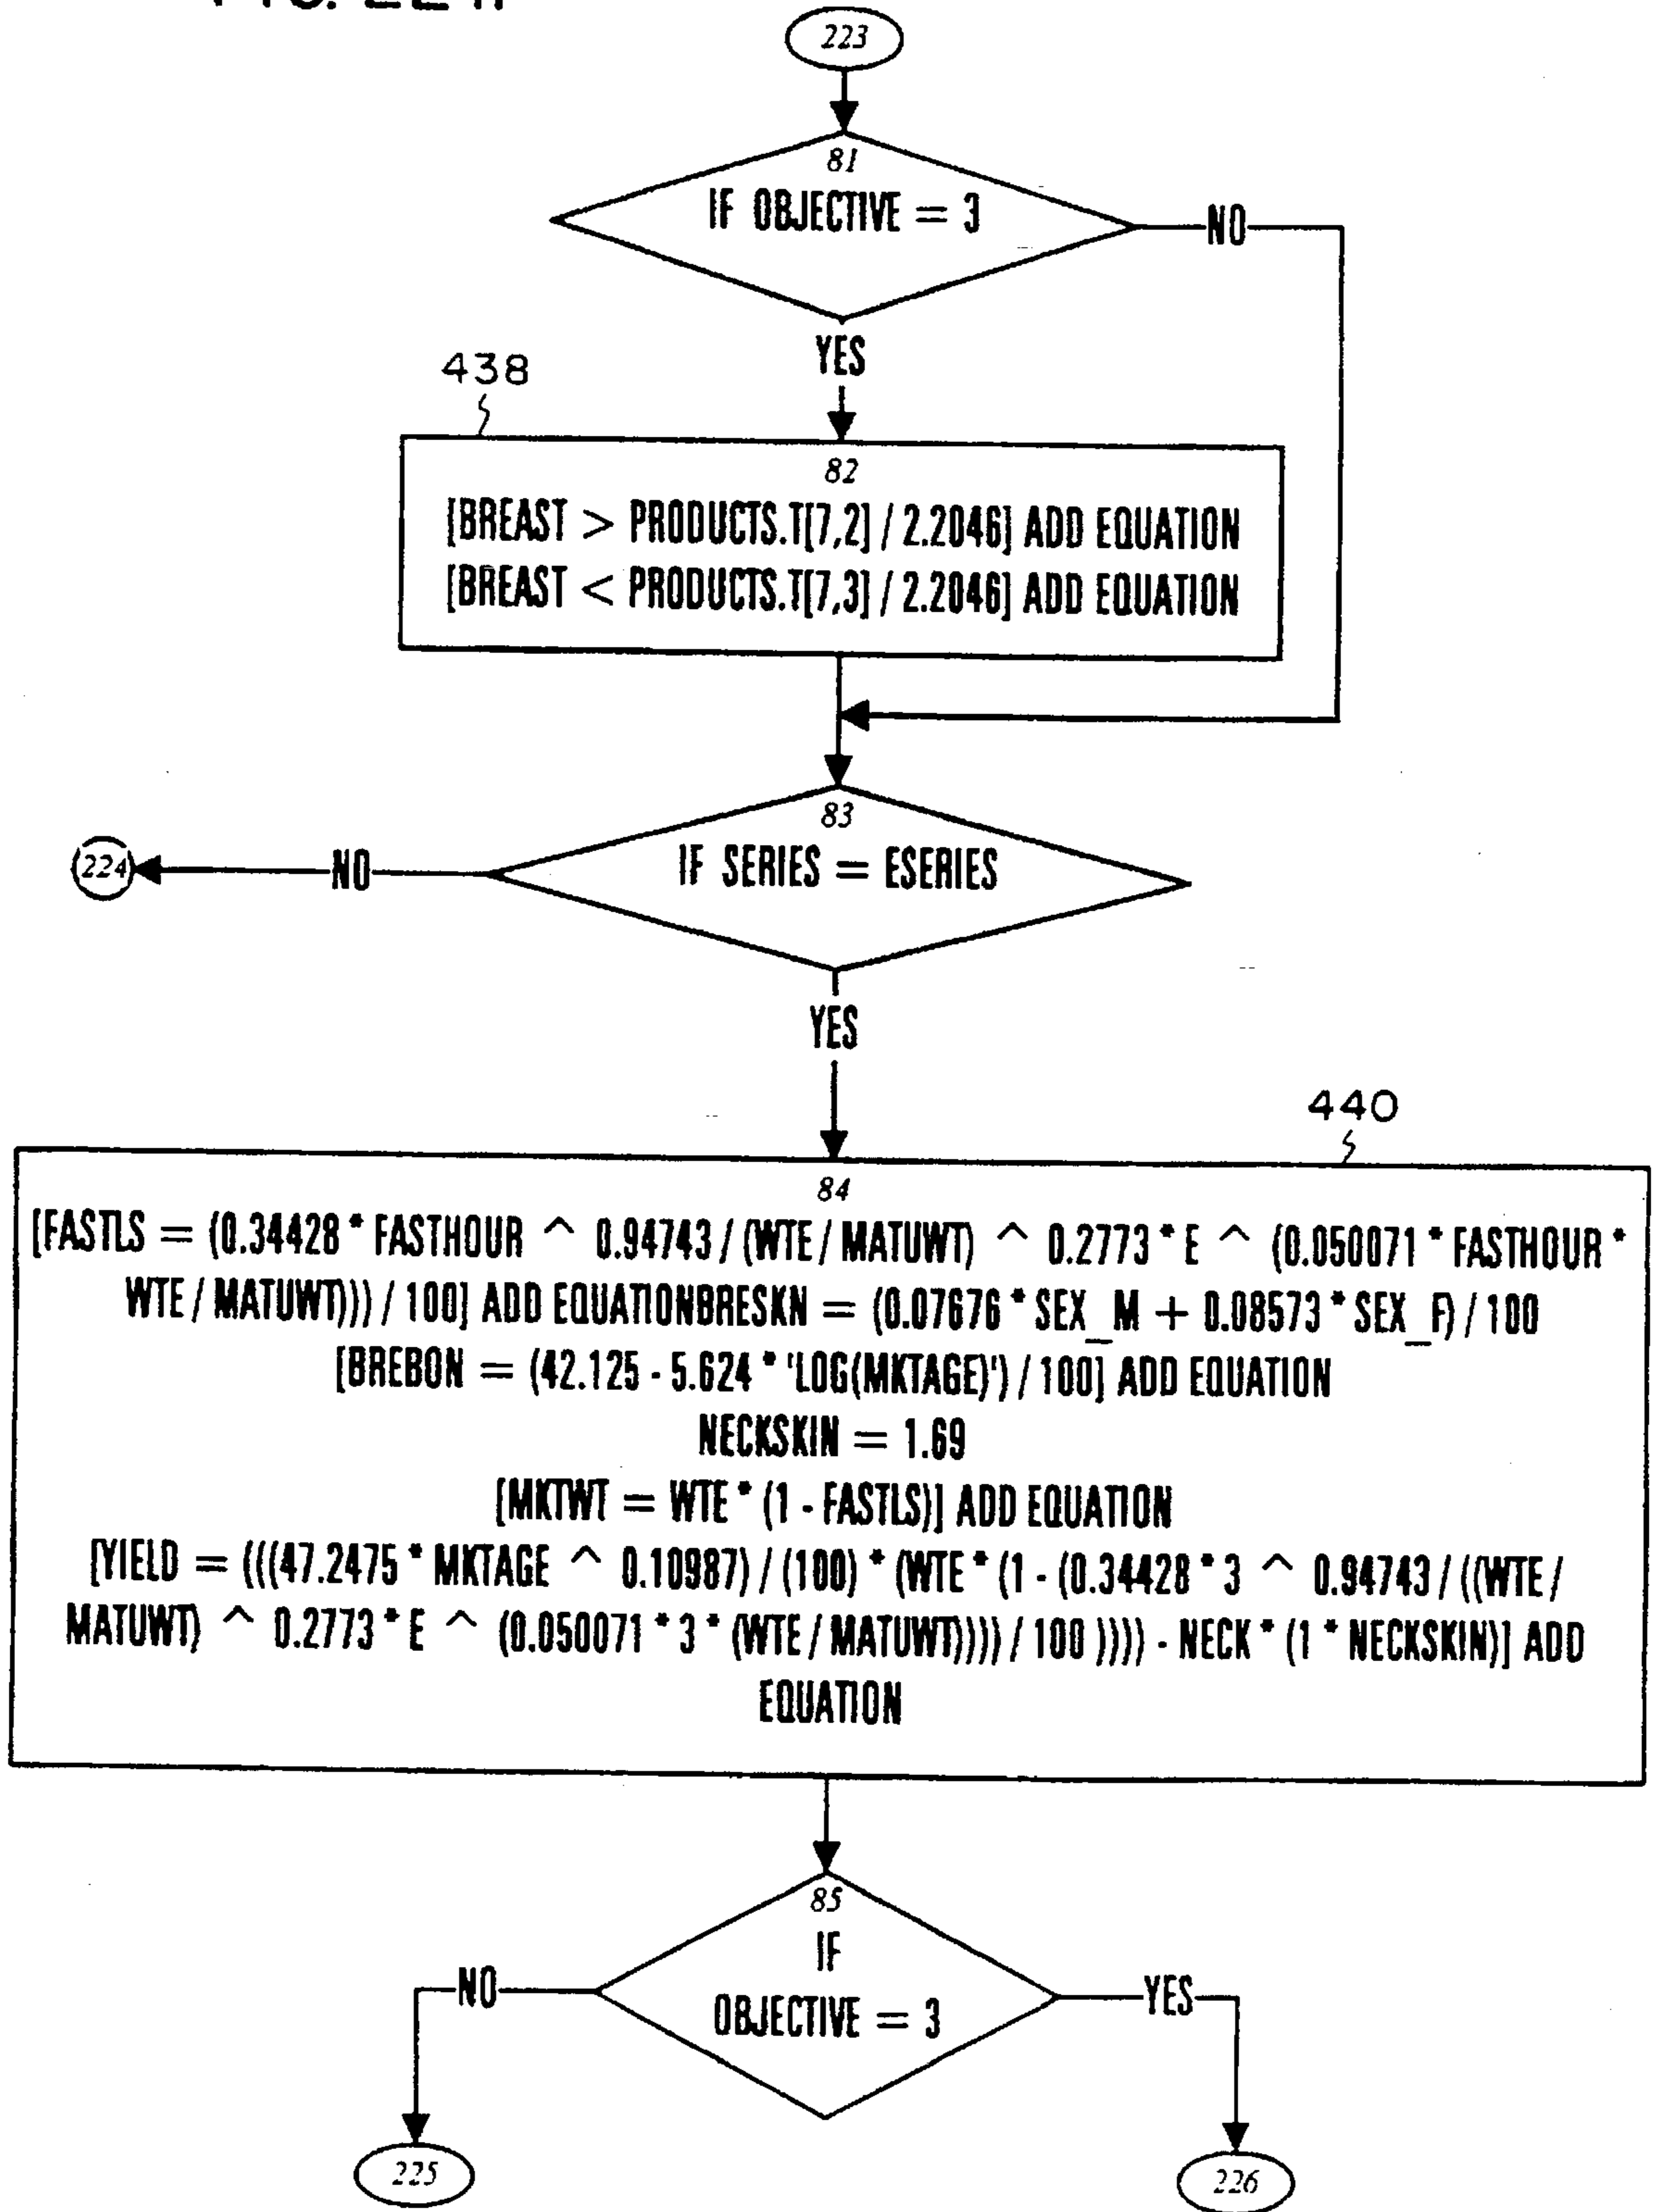 223
81
IF OBJECTIVE = 3
NO
YES
438
82
[BREAST > PRODUCTS.T[7,2] / 2.2046] ADD EQUATION
[BREAST < PRODUCTS.T[7,3] / 2.2046] ADD EQUATION
83
IF SERIES = ESERIES
NO
224
YES
440
84
[FASTLS = (0.34428 * FASTHOUR ^ 0.94743 / (WTE / MATUWT) ^ 0.2773 * E ^ (0.050071 * FASTHOUR *
WTE / MATUWT))) / 100] ADD EQUATIONBRESKN = (0.07676 * SEX_M + 0.08573 * SEX_F) / 100
[BREBON = (42.125 - 5.624 * 'LOG(MKTAGE)') / 100] ADD EQUATION
NECKSKIN = 1.69
[MKTWT = WTE * (1 - FASTLS)] ADD EQUATION
[YIELD = (((47.2475 * MKTAGE ^ 0.10987) / (100) * (WTE * (1 - (0.34428 * 3 ^ 0.94743 / ((WTE /
MATUWT) ^ 0.2773 * E ^ (0.050071 * 3 * (WTE / MATUWT)))) / 100 )))) - NECK * (1 * NECKSKIN)] ADD
EQUATION
85
IF
OBJECTIVE = 3
NO
YES
225
226